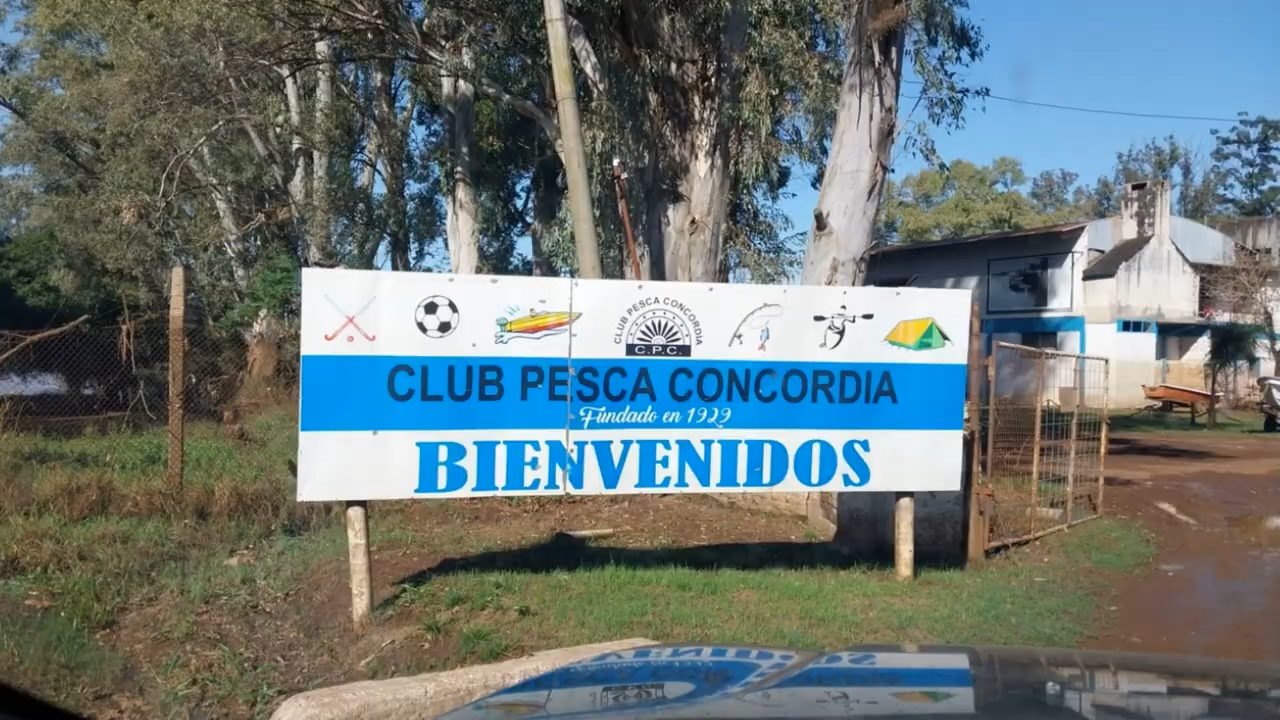 CLUB PESCA CONCORDIA
C.P.C.
CLUB PESCA CONCORDIA
Fundado en 1929
BIENVENIDOS